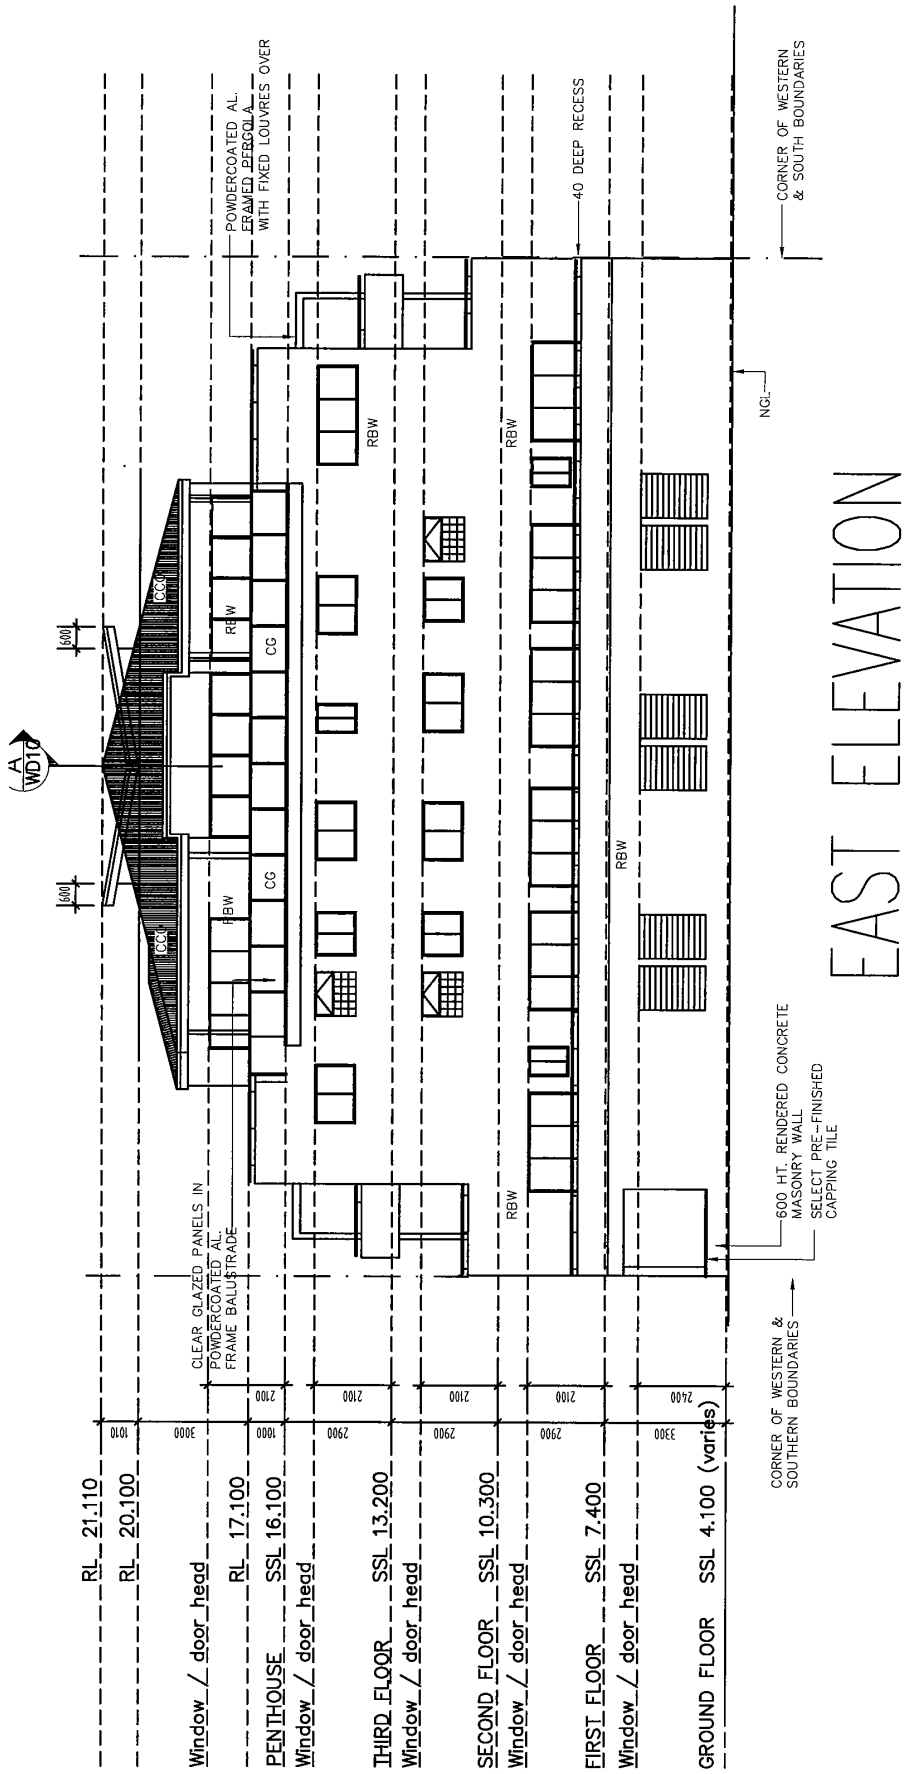 RL 21.110
RL 20.100
Window / door head
RL 17.100
PENTHOUSE SSL 16.100
Window / door head
THIRD FLOOR SSL 13.200
Window / door head
SECOND FLOOR SSL 10.300
Window / door head
FIRST FLOOR SSL 7.400
Window / door head
GROUND FLOOR SSL 4.100 (varies)
1010
3000
1000
2900
2900
2900
3300
2100
2100
2100
2100
2400
CLEAR GLAZED PANELS IN
POWDERCOATED AL.
FRAME BALUSTRADE
A
WD10
600
600
CCC
CCC
RBW
RBW
CG
CG
RBW
RBW
RBW
RBW
POWDERCOATED AL.
FRAMED PERGOLA
WITH FIXED LOUVRES OVER
40 DEEP RECESS
CORNER OF WESTERN
& SOUTH BOUNDARIES
NGL
600 HT. RENDERED CONCRETE
MASONRY WALL
SELECT PRE-FINISHED
CAPPING TILE
CORNER OF WESTERN &
SOUTHERN BOUNDARIES
EAST ELEVATION